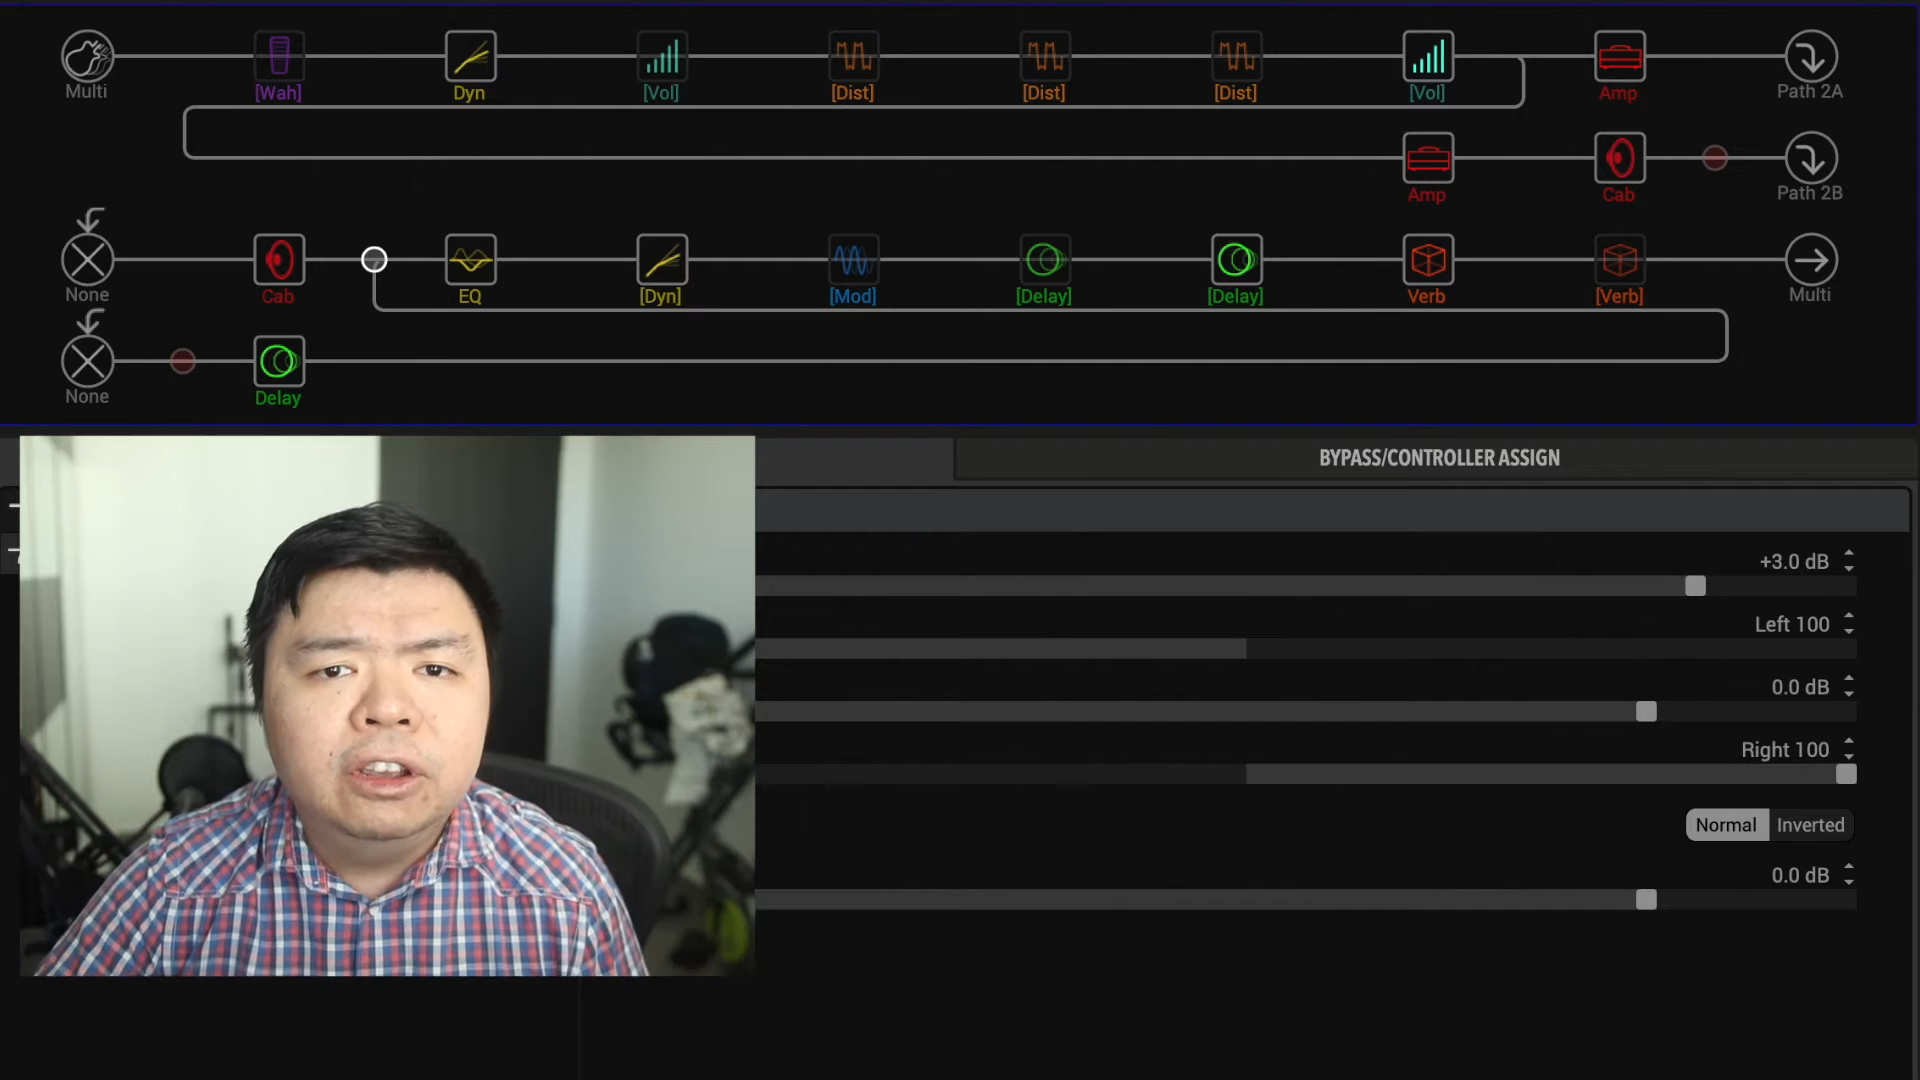 Multi [Wah] Dyn [Vol] [Dist] [Dist] [Dist] [Vol] Amp Path 2A
Amp Cab Path 2B
None Cab EQ [Dyn] [Mod] [Delay] [Delay] Verb [Verb] Multi
None Delay
BYPASS/CONTROLLER ASSIGN
+3.0 dB
Left 100
0.0 dB
Right 100
Normal Inverted
0.0 dB